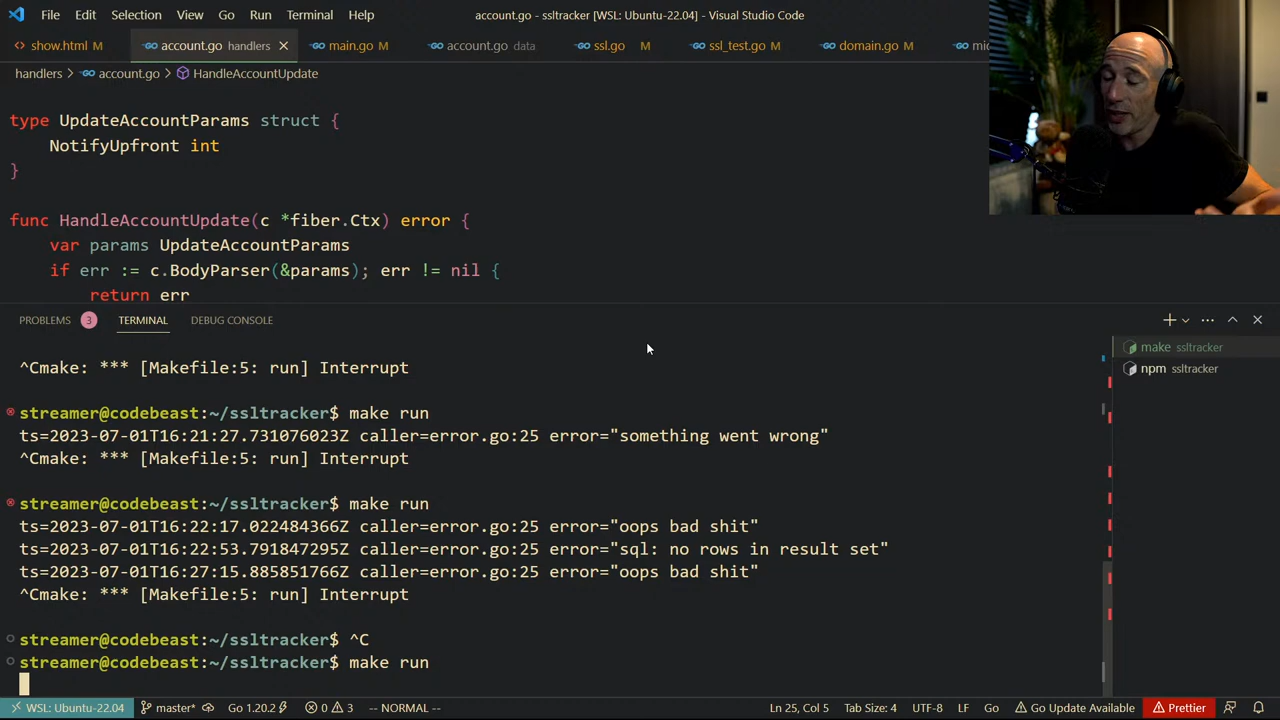 File Edit Selection View Go Run Terminal Help account.go - ssltracker [WSL: Ubuntu-22.04] - Visual Studio Code
show.html M account.go handlers main.go M account.go data ssl.go M ssl_test.go M domain.go M mi
handlers > account.go > HandleAccountUpdate
type UpdateAccountParams struct {
NotifyUpfront int
}
func HandleAccountUpdate(c *fiber.Ctx) error {
var params UpdateAccountParams
if err := c.BodyParser(&params); err != nil {
return err
PROBLEMS 3 TERMINAL DEBUG CONSOLE
make ssltracker
npm ssltracker
^Cmake: *** [Makefile:5: run] Interrupt
streamer@codebeast:~/ssltracker$ make run
ts=2023-07-01T16:21:27.731076023Z caller=error.go:25 error="something went wrong"
^Cmake: *** [Makefile:5: run] Interrupt
streamer@codebeast:~/ssltracker$ make run
ts=2023-07-01T16:22:17.022484366Z caller=error.go:25 error="oops bad shit"
ts=2023-07-01T16:22:53.791847295Z caller=error.go:25 error="sql: no rows in result set"
ts=2023-07-01T16:27:15.885851766Z caller=error.go:25 error="oops bad shit"
^Cmake: *** [Makefile:5: run] Interrupt
streamer@codebeast:~/ssltracker$ ^C
streamer@codebeast:~/ssltracker$ make run
WSL: Ubuntu-22.04 master* Go 1.20.2 0 3 -- NORMAL -- Ln 25, Col 5 Tab Size: 4 UTF-8 LF Go Go Update Available Prettier